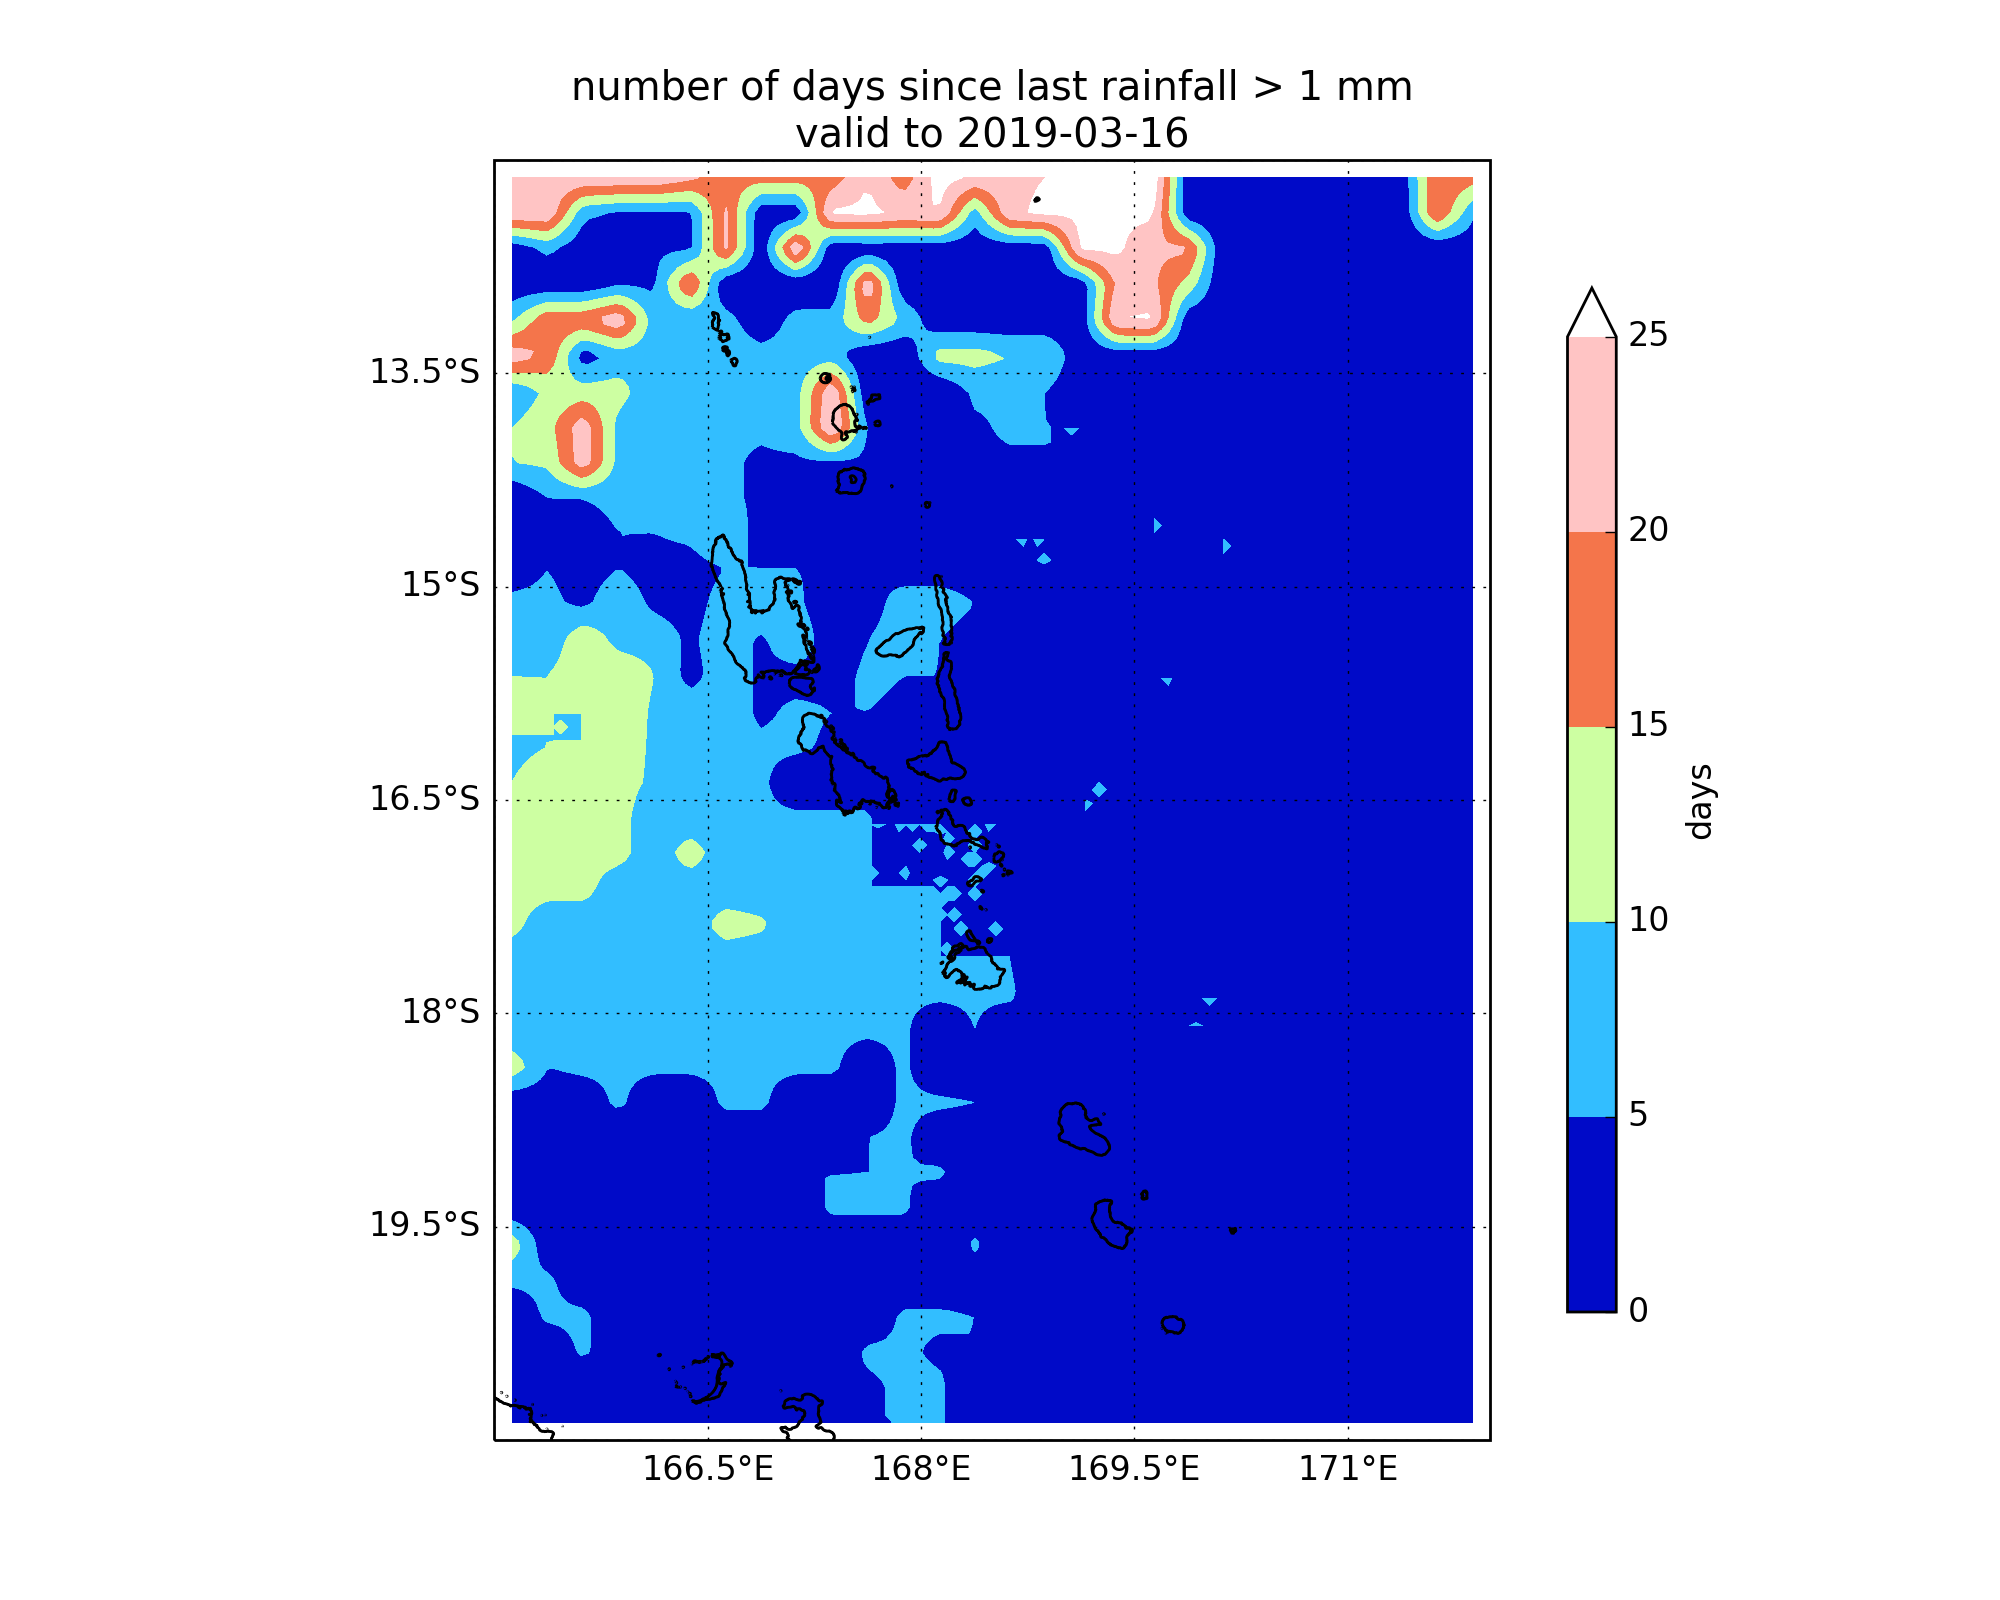 number of days since last rainfall > 1 mm
valid to 2019-03-16
13.5°S
15°S
16.5°S
18°S
19.5°S
166.5°E 168°E 169.5°E 171°E
25
20
15
10
5
0
days